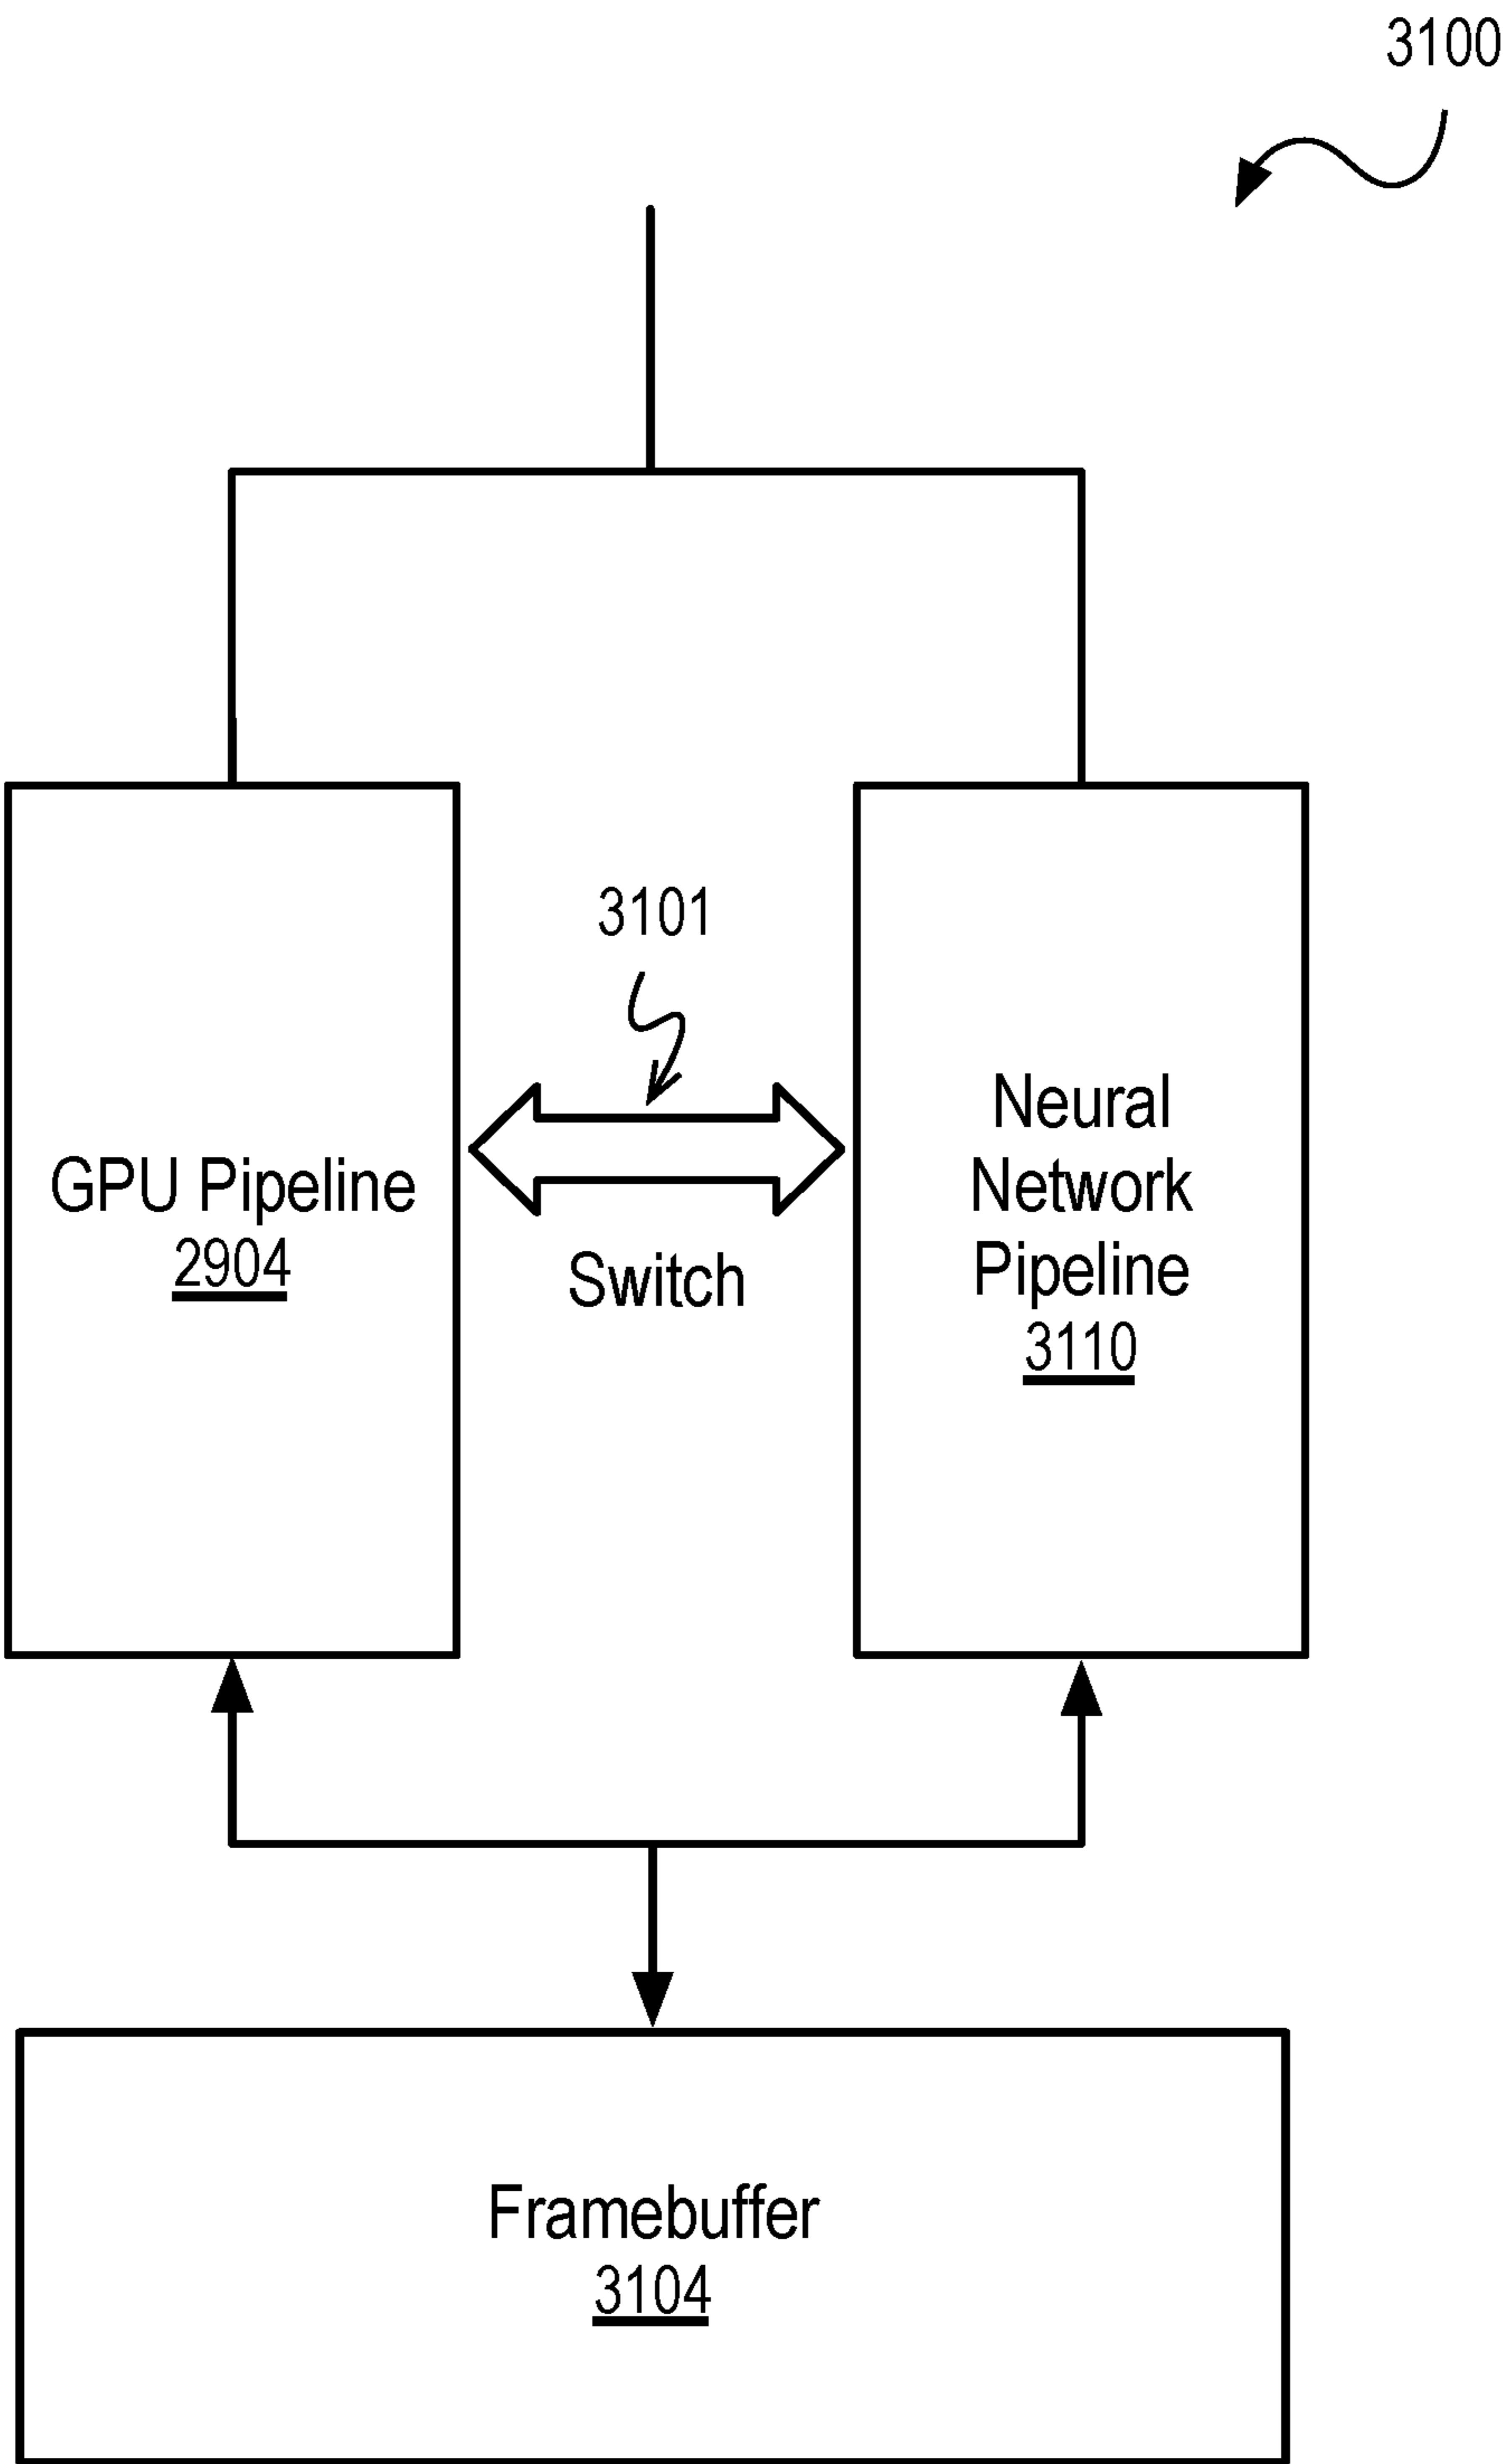 3100
3101
GPU Pipeline
2904
Switch
Neural
Network
Pipeline
3110
Framebuffer
3104